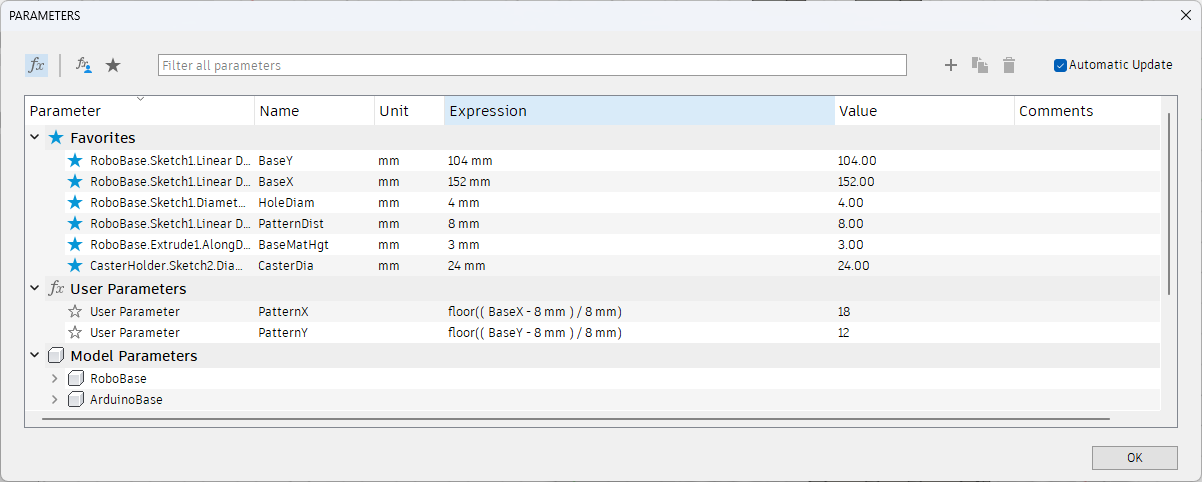 PARAMETERS
fx fx Filter all parameters Automatic Update
Parameter Name Unit Expression Value Comments
Favorites
RoboBase.Sketch1.Linear D... BaseY mm 104 mm 104.00
RoboBase.Sketch1.Linear D... BaseX mm 152 mm 152.00
RoboBase.Sketch1.Diamet... HoleDiam mm 4 mm 4.00
RoboBase.Sketch1.Linear D... PatternDist mm 8 mm 8.00
RoboBase.Extrude1.AlongD... BaseMatHgt mm 3 mm 3.00
CasterHolder.Sketch2.Dia... CasterDia mm 24 mm 24.00
fx User Parameters
User Parameter PatternX floor(( BaseX - 8 mm ) / 8 mm) 18
User Parameter PatternY floor(( BaseY - 8 mm ) / 8 mm) 12
Model Parameters
RoboBase
ArduinoBase
OK